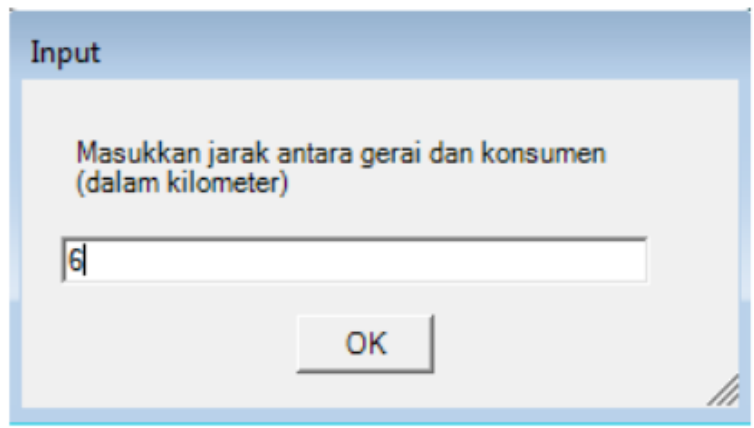 Input
Masukkan jarak antara gerai dan konsumen
(dalam kilometer)
6
OK